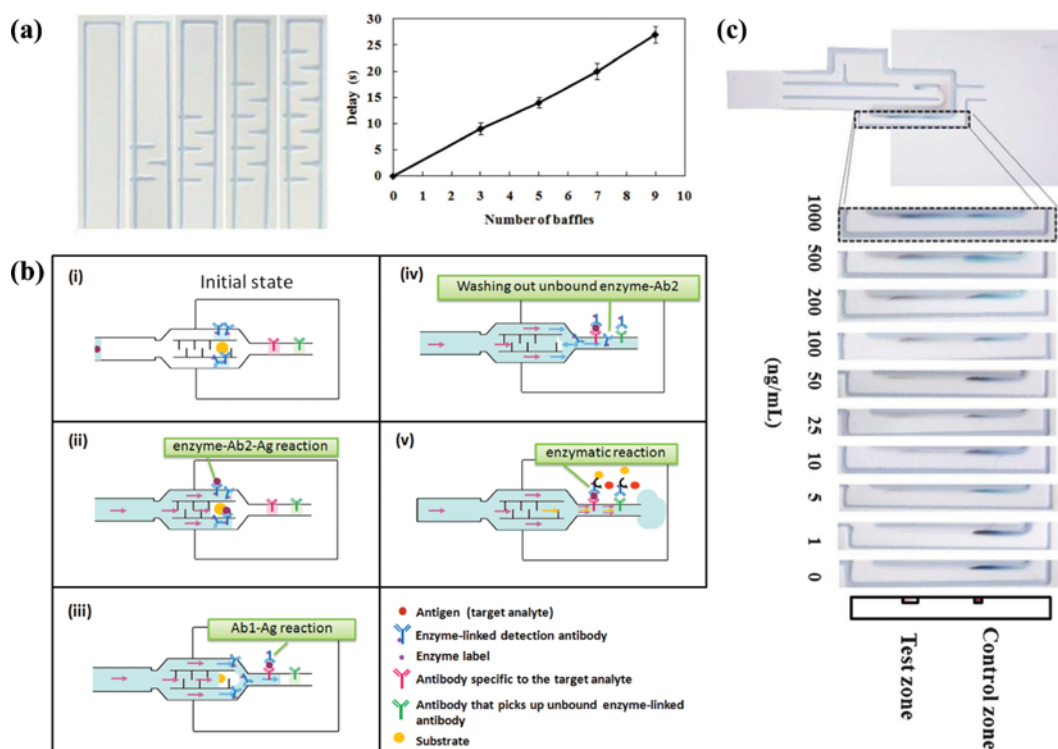 (a)
Delay (s)
30
25
20
15
10
5
0
0 1 2 3 4 5 6 7 8 9 10
Number of baffles
(b)
(i)
Initial state
(ii)
enzyme-Ab2-Ag reaction
(iii)
Ab1-Ag reaction
(iv)
Washing out unbound enzyme-Ab2
(v)
enzymatic reaction
Antigen (target analyte)
Enzyme-linked detection antibody
Enzyme label
Antibody specific to the target analyte
Antibody that picks up unbound enzyme-linked
antibody
Substrate
(c)
1000
500
200
100
50
25
10
5
1
0
(ng/mL)
Test zone
Control zone